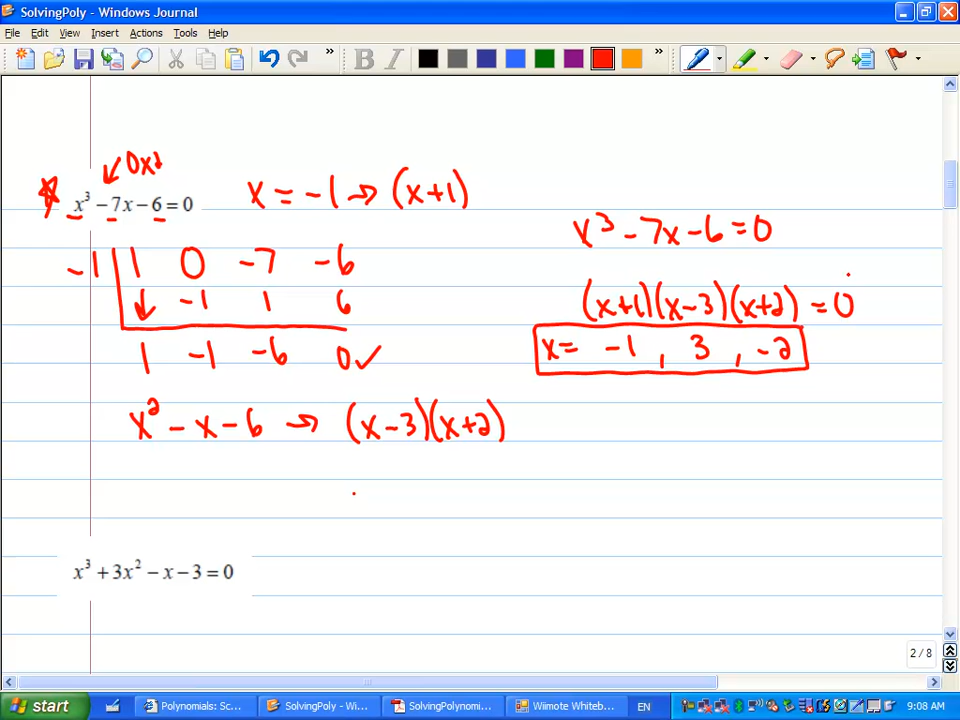 SolvingPoly - Windows Journal
File Edit View Insert Actions Tools Help
» B I »
↓ 0x²
x³ − 7x − 6 = 0
x = -1 → (x+1)
x³ - 7x - 6 = 0
-1 | 1 0 -7 -6
↓ -1 1 6
1 -1 -6 0✓
(x+1)(x-3)(x+2) = 0
x = -1, 3, -2
x² - x - 6 → (x-3)(x+2)
x³ + 3x² − x − 3 = 0
2 / 8
start Polynomials: Sc... SolvingPoly - Wi... SolvingPolynomi... Wiimote Whiteb... EN 9:08 AM